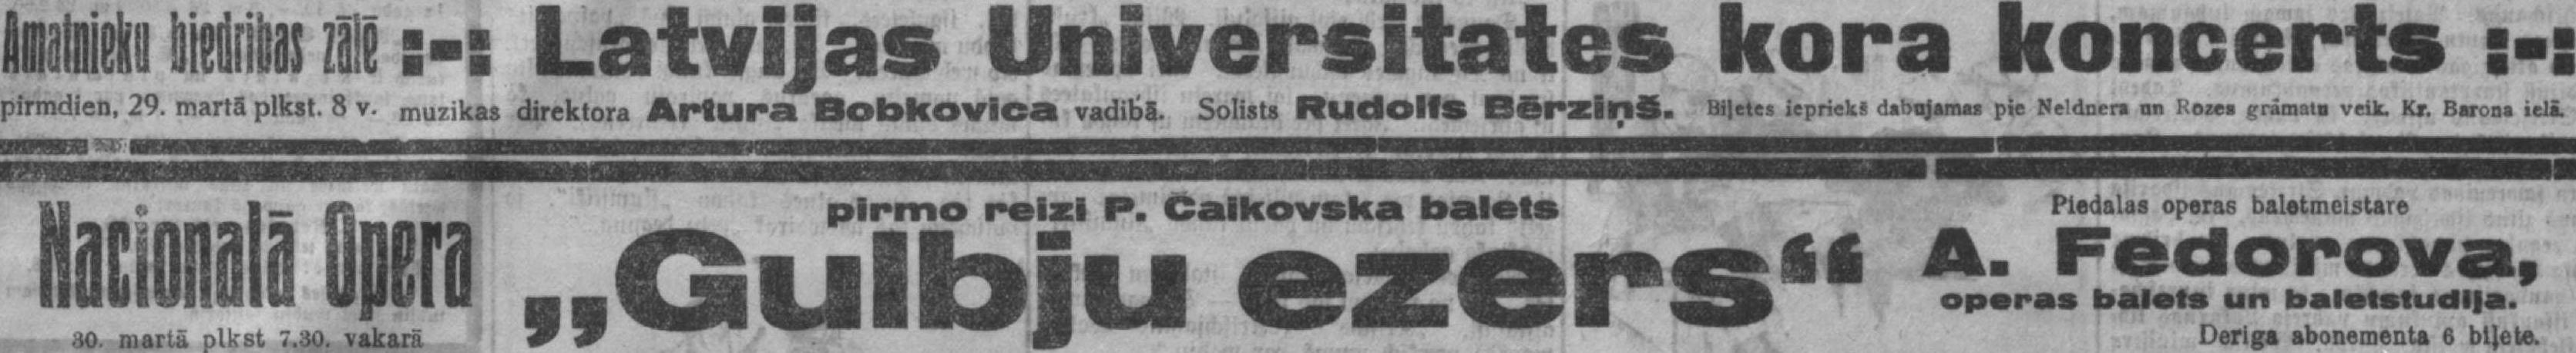 Amatnieku biedribas zālē :-: Latvijas Universitates kora koncerts :-:
pirmdien, 29. martā plkst. 8 v. muzikas direktora Artura Bobkovica vadibā. Solists Rudolfs Bērziņš. Biļetes iepriekš dabujamas pie Neldnera un Rozes grāmatu veik. Kr. Barona ielā.
Nacionalā Opera
30. martā plkst 7.30. vakarā
pirmo reizi P. Čaikovska balets
„Gulbju ezers“
Piedalas operas baletmeistare
A. Fedorova,
operas balets un baletstudija.
Deriga abonementa 6 biļete.